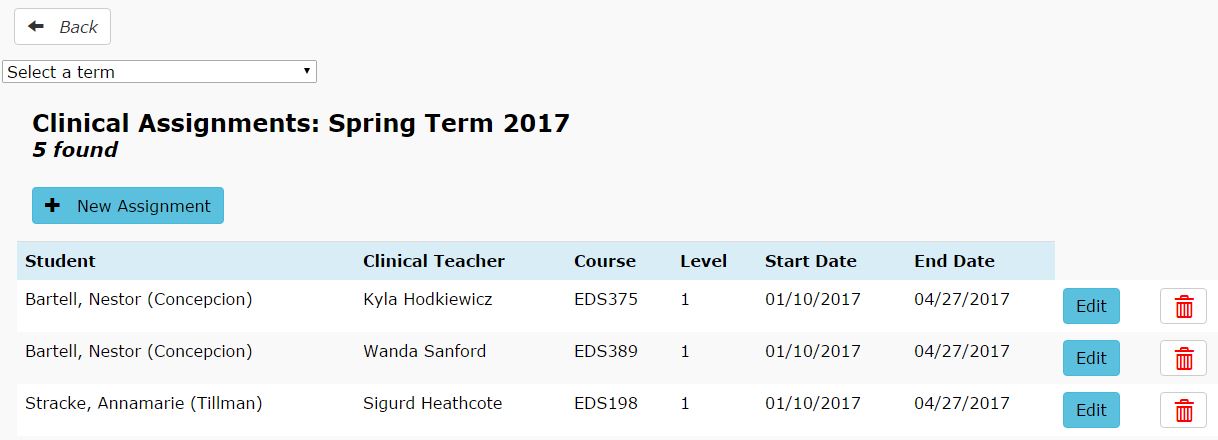 Back
Select a term
Clinical Assignments: Spring Term 2017
5 found
New Assignment
Student Clinical Teacher Course Level Start Date End Date
Bartell, Nestor (Concepcion) Kyla Hodkiewicz EDS375 1 01/10/2017 04/27/2017 Edit
Bartell, Nestor (Concepcion) Wanda Sanford EDS389 1 01/10/2017 04/27/2017 Edit
Stracke, Annamarie (Tillman) Sigurd Heathcote EDS198 1 01/10/2017 04/27/2017 Edit